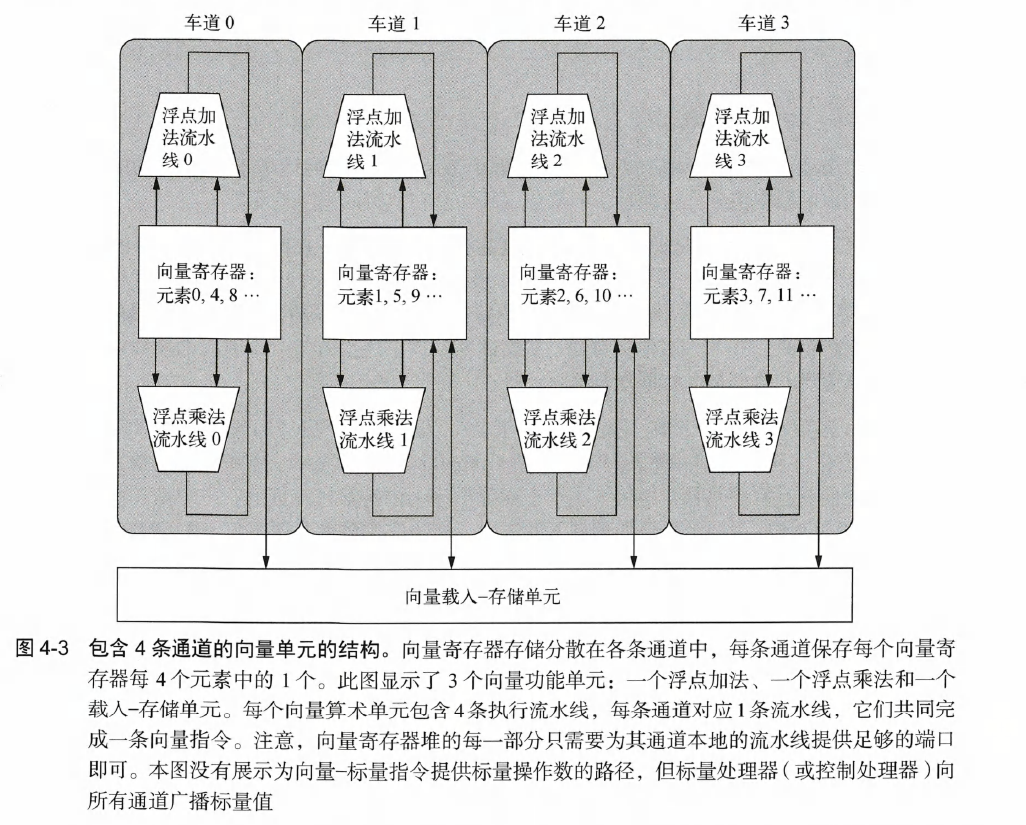 车道 0
车道 1
车道 2
车道 3
浮点加
法流水
线 0
浮点加
法流水
线 1
浮点加
法流水
线 2
浮点加
法流水
线 3
向量寄存器：
元素0, 4, 8 …
向量寄存器：
元素1, 5, 9 …
向量寄存器：
元素2, 6, 10 …
向量寄存器：
元素3, 7, 11 …
浮点乘法
流水线 0
浮点乘法
流水线 1
浮点乘法
流水线 2
浮点乘法
流水线 3
向量载入–存储单元
图 4-3 包含 4 条通道的向量单元的结构。向量寄存器存储分散在各条通道中，每条通道保存每个向量寄
存器每 4 个元素中的 1 个。此图显示了 3 个向量功能单元：一个浮点加法、一个浮点乘法和一个
载入–存储单元。每个向量算术单元包含 4 条执行流水线，每条通道对应 1 条流水线，它们共同完
成一条向量指令。注意，向量寄存器堆的每一部分只需要为其通道本地的流水线提供足够的端口
即可。本图没有展示为向量–标量指令提供标量操作数的路径，但标量处理器（或控制处理器）向
所有通道广播标量值